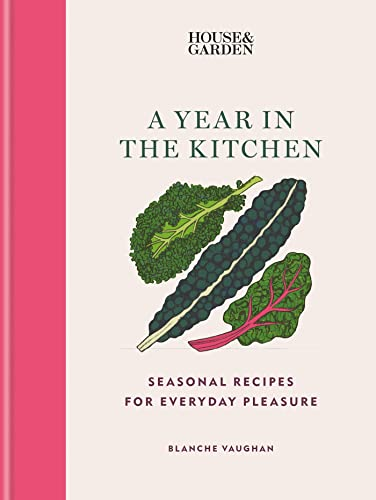 HOUSE&
GARDEN
A YEAR IN
THE KITCHEN
SEASONAL RECIPES
FOR EVERYDAY PLEASURE
BLANCHE VAUGHAN